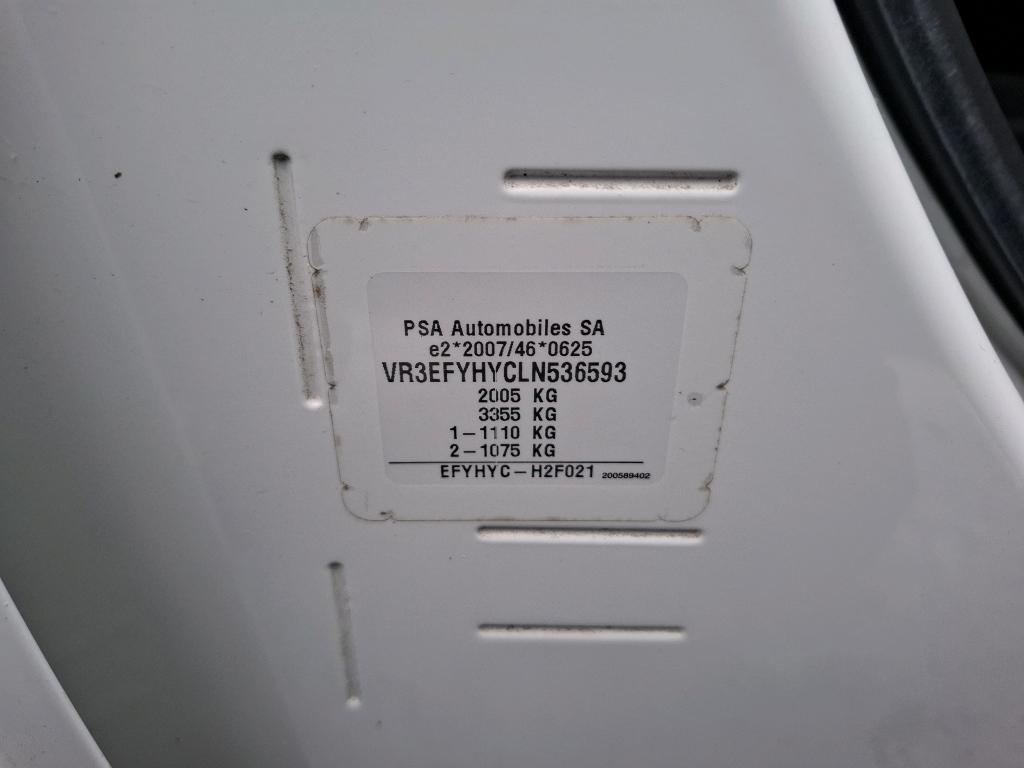 PSA Automobiles SA
e2*2007/46*0625
VR3EFYHYCLN536593
2005 KG
3355 KG
1-1110 KG
2-1075 KG
EFYHYC-H2F021 200589402